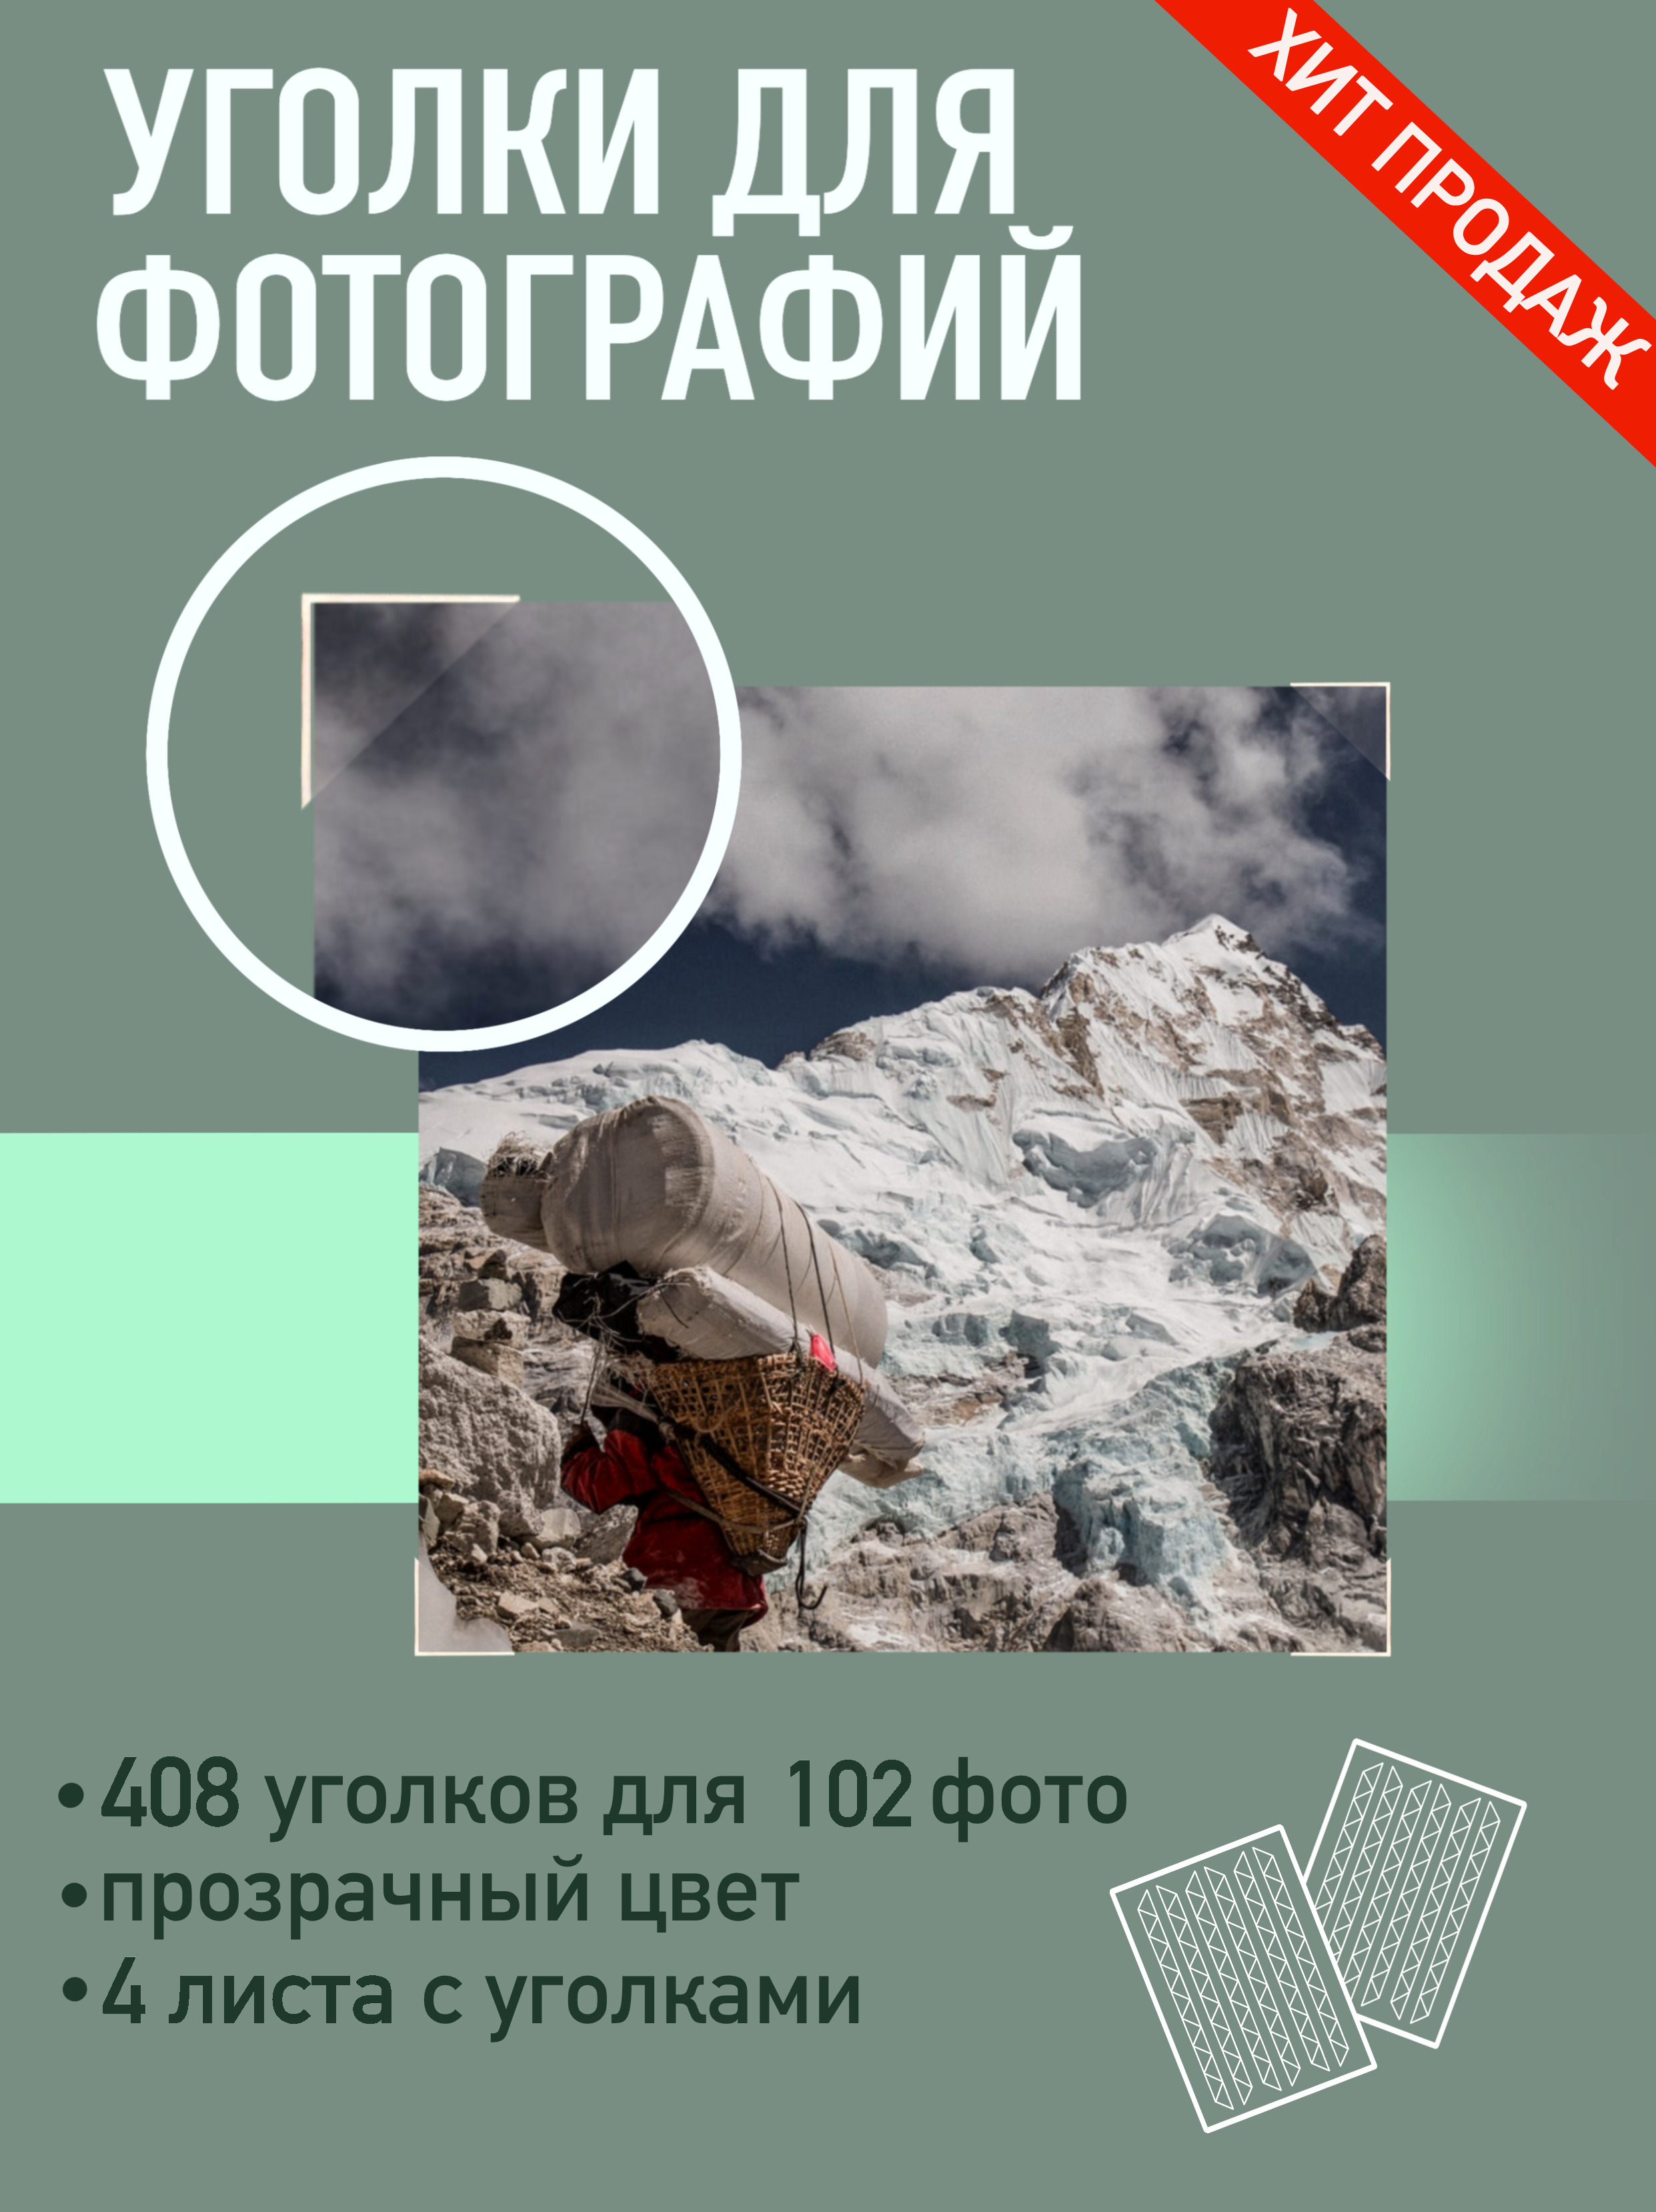 УГОЛКИ ДЛЯ
ФОТОГРАФИЙ
ХИТ ПРОДАЖ
•408 уголков для 102 фото
•прозрачный цвет
•4 листа с уголками